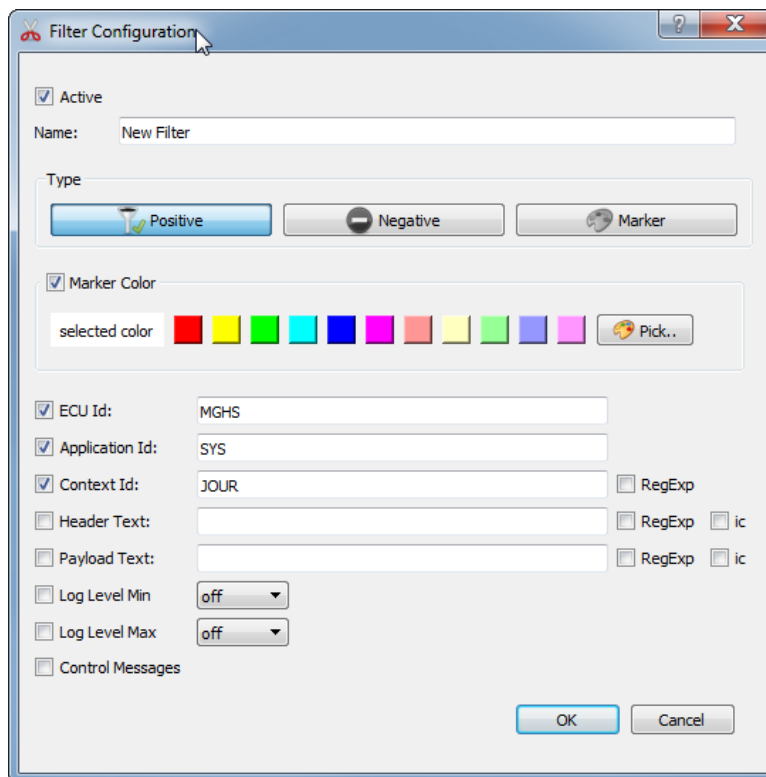 Filter Configuration
Active
Name: New Filter
Type
Positive Negative Marker
Marker Color
selected color Pick..
ECU Id: MGHS
Application Id: SYS
Context Id: JOUR RegExp
Header Text: RegExp ic
Payload Text: RegExp ic
Log Level Min off
Log Level Max off
Control Messages
OK Cancel